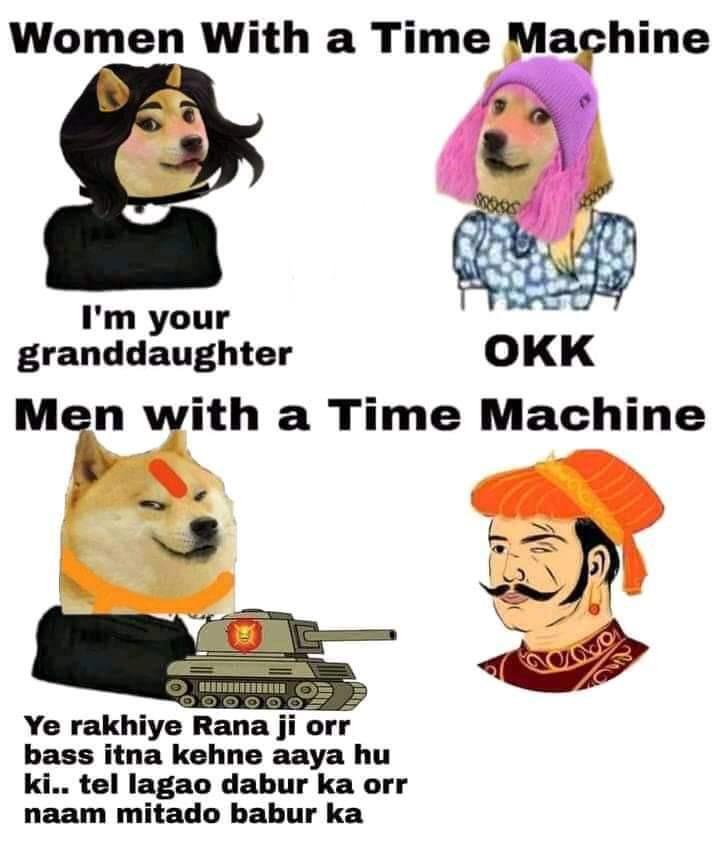 Women With a Time Machine
I'm your
granddaughter
OKK
Men with a Time Machine
Ye rakhiye Rana ji orr
bass itna kehne aaya hu
ki.. tel lagao dabur ka orr
naam mitado babur ka